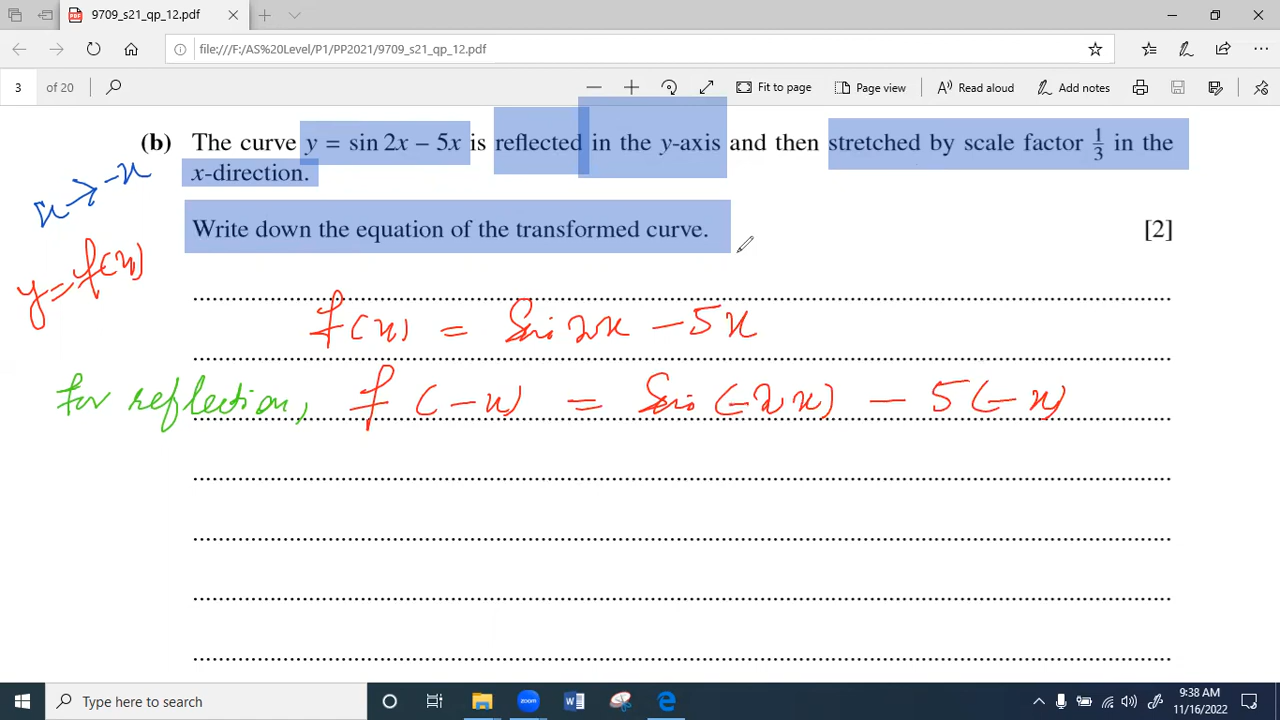 9709_s21_qp_12.pdf
file:///F:/AS%20Level/P1/PP2021/9709_s21_qp_12.pdf
3 of 20 Fit to page Page view Read aloud Add notes
(b) The curve y = sin 2x − 5x is reflected in the y-axis and then stretched by scale factor 1/3 in the
x-direction.
x → -x
Write down the equation of the transformed curve. [2]
y = f(x)
f(x) = Sin 2x - 5x
for reflection, f(-x) = Sin(-2x) - 5(-x)
Type here to search
zoom
9:38 AM
11/16/2022